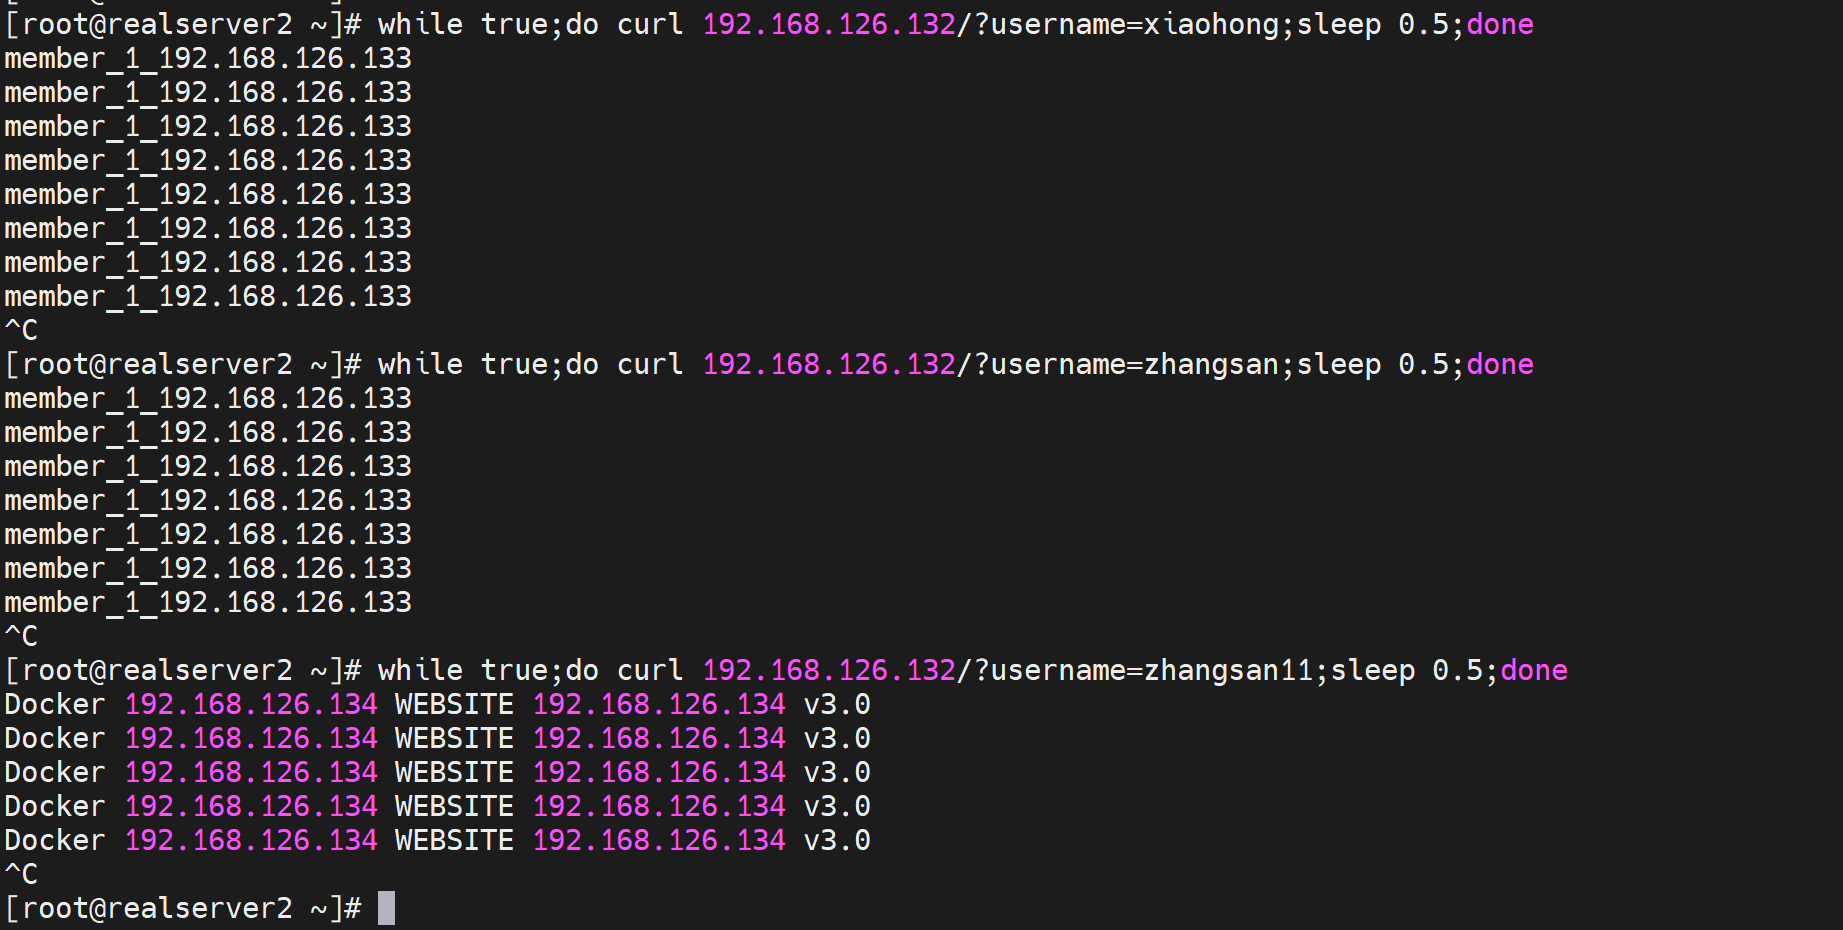 [root@realserver2 ~]# while true;do curl 192.168.126.132/?username=xiaohong;sleep 0.5;done
member_1_192.168.126.133
member_1_192.168.126.133
member_1_192.168.126.133
member_1_192.168.126.133
member_1_192.168.126.133
member_1_192.168.126.133
member_1_192.168.126.133
member_1_192.168.126.133
^C
[root@realserver2 ~]# while true;do curl 192.168.126.132/?username=zhangsan;sleep 0.5;done
member_1_192.168.126.133
member_1_192.168.126.133
member_1_192.168.126.133
member_1_192.168.126.133
member_1_192.168.126.133
member_1_192.168.126.133
member_1_192.168.126.133
^C
[root@realserver2 ~]# while true;do curl 192.168.126.132/?username=zhangsan11;sleep 0.5;done
Docker 192.168.126.134 WEBSITE 192.168.126.134 v3.0
Docker 192.168.126.134 WEBSITE 192.168.126.134 v3.0
Docker 192.168.126.134 WEBSITE 192.168.126.134 v3.0
Docker 192.168.126.134 WEBSITE 192.168.126.134 v3.0
Docker 192.168.126.134 WEBSITE 192.168.126.134 v3.0
^C
[root@realserver2 ~]#